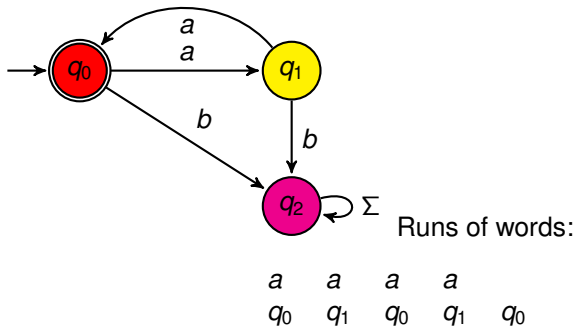 a
a
q0 q1
b
b
q2 Σ
Runs of words:
a a a a
q0 q1 q0 q1 q0